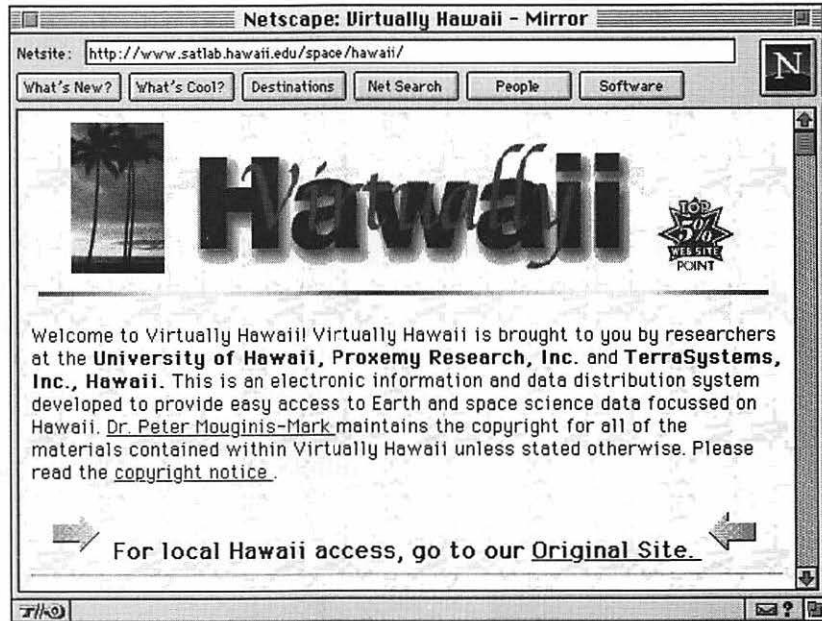 Netscape: Virtually Hawaii – Mirror
Netsite: http://www.satlab.hawaii.edu/space/hawaii/
N
What's New? What's Cool? Destinations Net Search People Software
Virtually Hawaii
TOP
5%
WEB SITE
POINT
Welcome to Virtually Hawaii! Virtually Hawaii is brought to you by researchers
at the University of Hawaii, Proxemy Research, Inc. and TerraSystems,
Inc., Hawaii. This is an electronic information and data distribution system
developed to provide easy access to Earth and space science data focussed on
Hawaii. Dr. Peter Mouginis-Mark maintains the copyright for all of the
materials contained within Virtually Hawaii unless stated otherwise. Please
read the copyright notice .
For local Hawaii access, go to our Original Site.
?